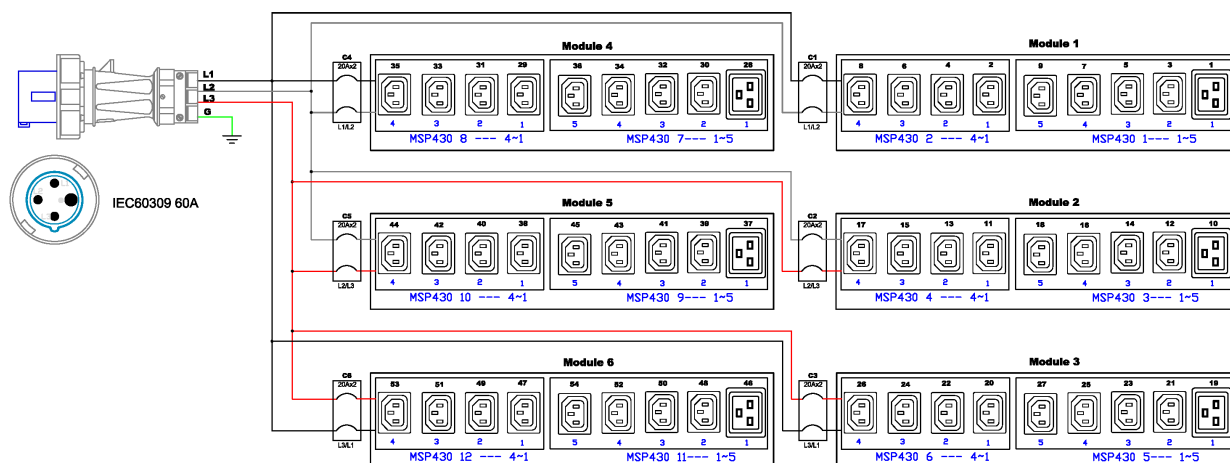 Module 4
Module 1
C4
20Ax2
35 33 31 29 36 34 32 30 28
C1
20Ax2
8 6 4 2 9 7 5 3 1
L1
L2
L3
G
L1/L2
4 3 2 1 5 4 3 2 1
MSP430 8 --- 4~1 MSP430 7--- 1~5
L1/L2
4 3 2 1 5 4 3 2 1
MSP430 2 --- 4~1 MSP430 1--- 1~5
IEC60309 60A
Module 5
Module 2
C5
20Ax2
44 42 40 38 45 43 41 39 37
C2
20Ax2
17 15 13 11 18 16 14 12 10
L2/L3
4 3 2 1 5 4 3 2 1
MSP430 10 --- 4~1 MSP430 9--- 1~5
L2/L3
4 3 2 1 5 4 3 2 1
MSP430 4 --- 4~1 MSP430 3--- 1~5
Module 6
Module 3
C6
20Ax2
53 51 49 47 54 52 50 48 46
C3
20Ax2
26 24 22 20 27 25 23 21 19
L3/L1
4 3 2 1 5 4 3 2 1
MSP430 12 --- 4~1 MSP430 11--- 1~5
L3/L1
4 3 2 1 5 4 3 2 1
MSP430 6 --- 4~1 MSP430 5--- 1~5